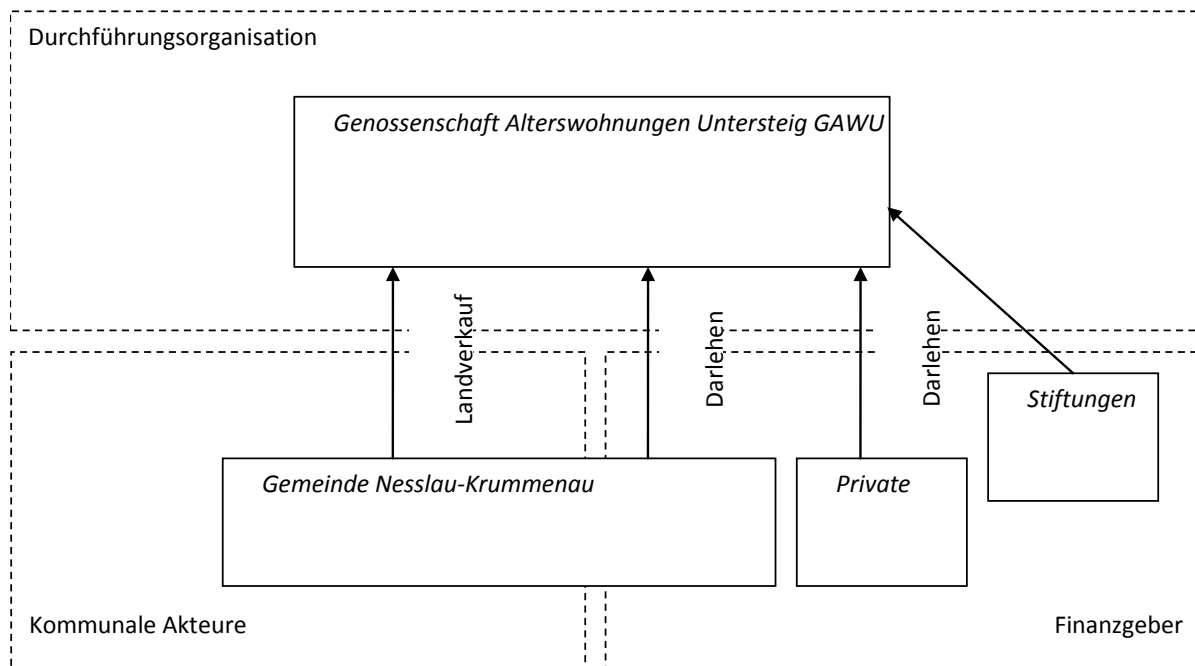 Durchführungsorganisation
Genossenschaft Alterswohnungen Untersteig GAWU
Landverkauf
Darlehen
Darlehen
Stiftungen
Gemeinde Nesslau-Krummenau
Private
Kommunale Akteure
Finanzgeber